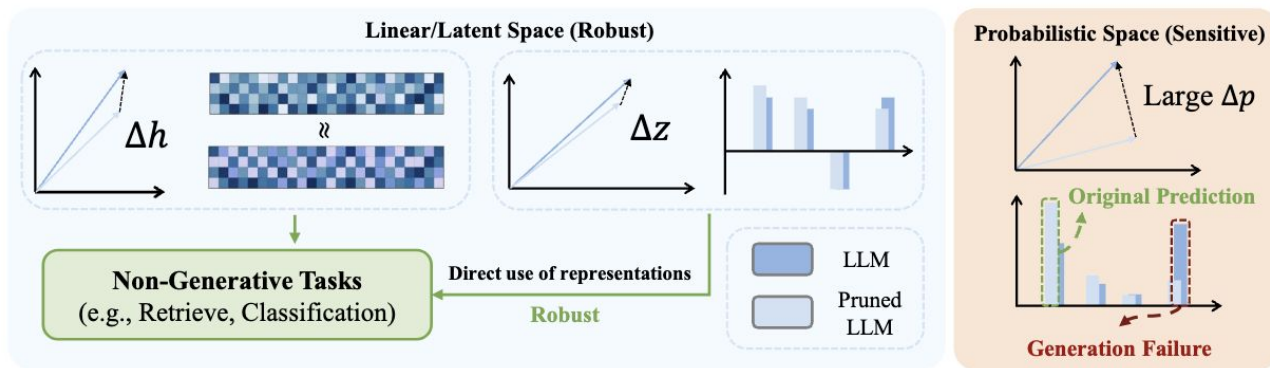 Linear/Latent Space (Robust)
Δh
≈
Δz
Non-Generative Tasks
(e.g., Retrieve, Classification)
Direct use of representations
Robust
LLM
Pruned
LLM
Probabilistic Space (Sensitive)
Large Δp
Original Prediction
Generation Failure